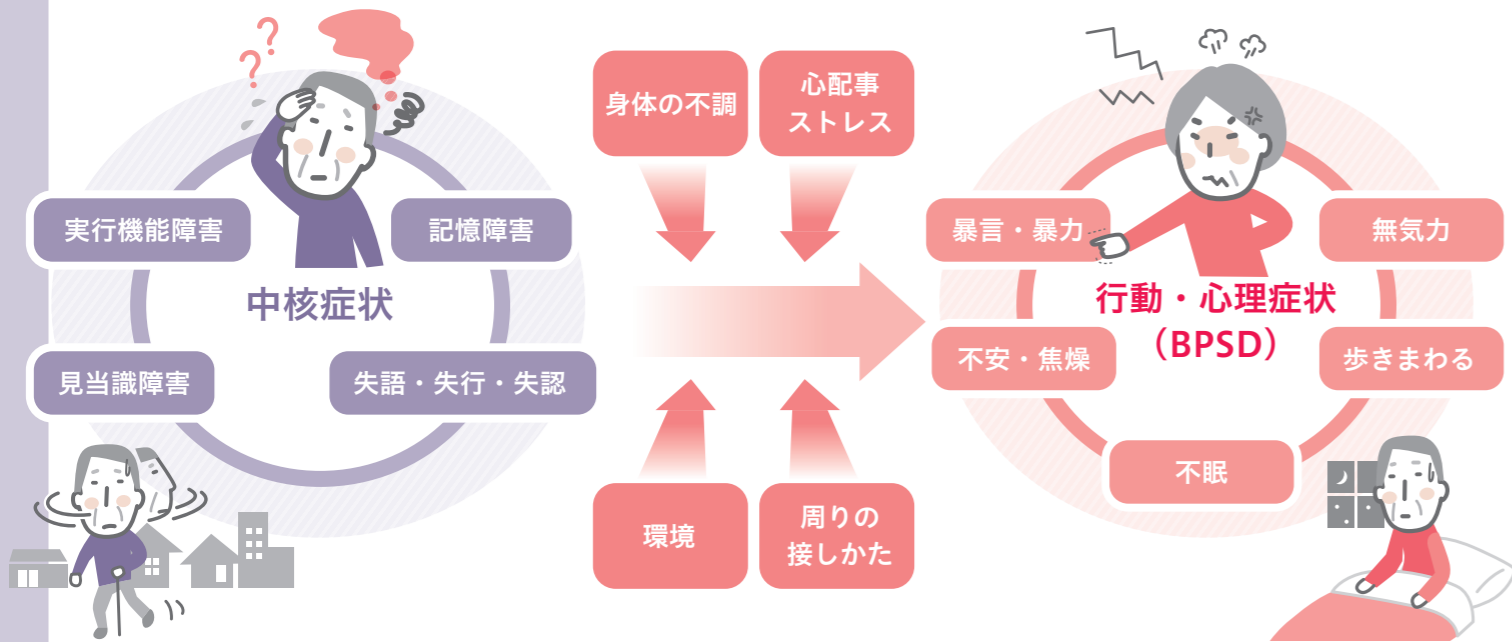 実行機能障害
記憶障害
中核症状
見当識障害
失語・失行・失認
身体の不調
心配事
ストレス
環境
周りの
接しかた
暴言・暴力
無気力
行動・心理症状
(BPSD)
不安・焦燥
歩きまわる
不眠